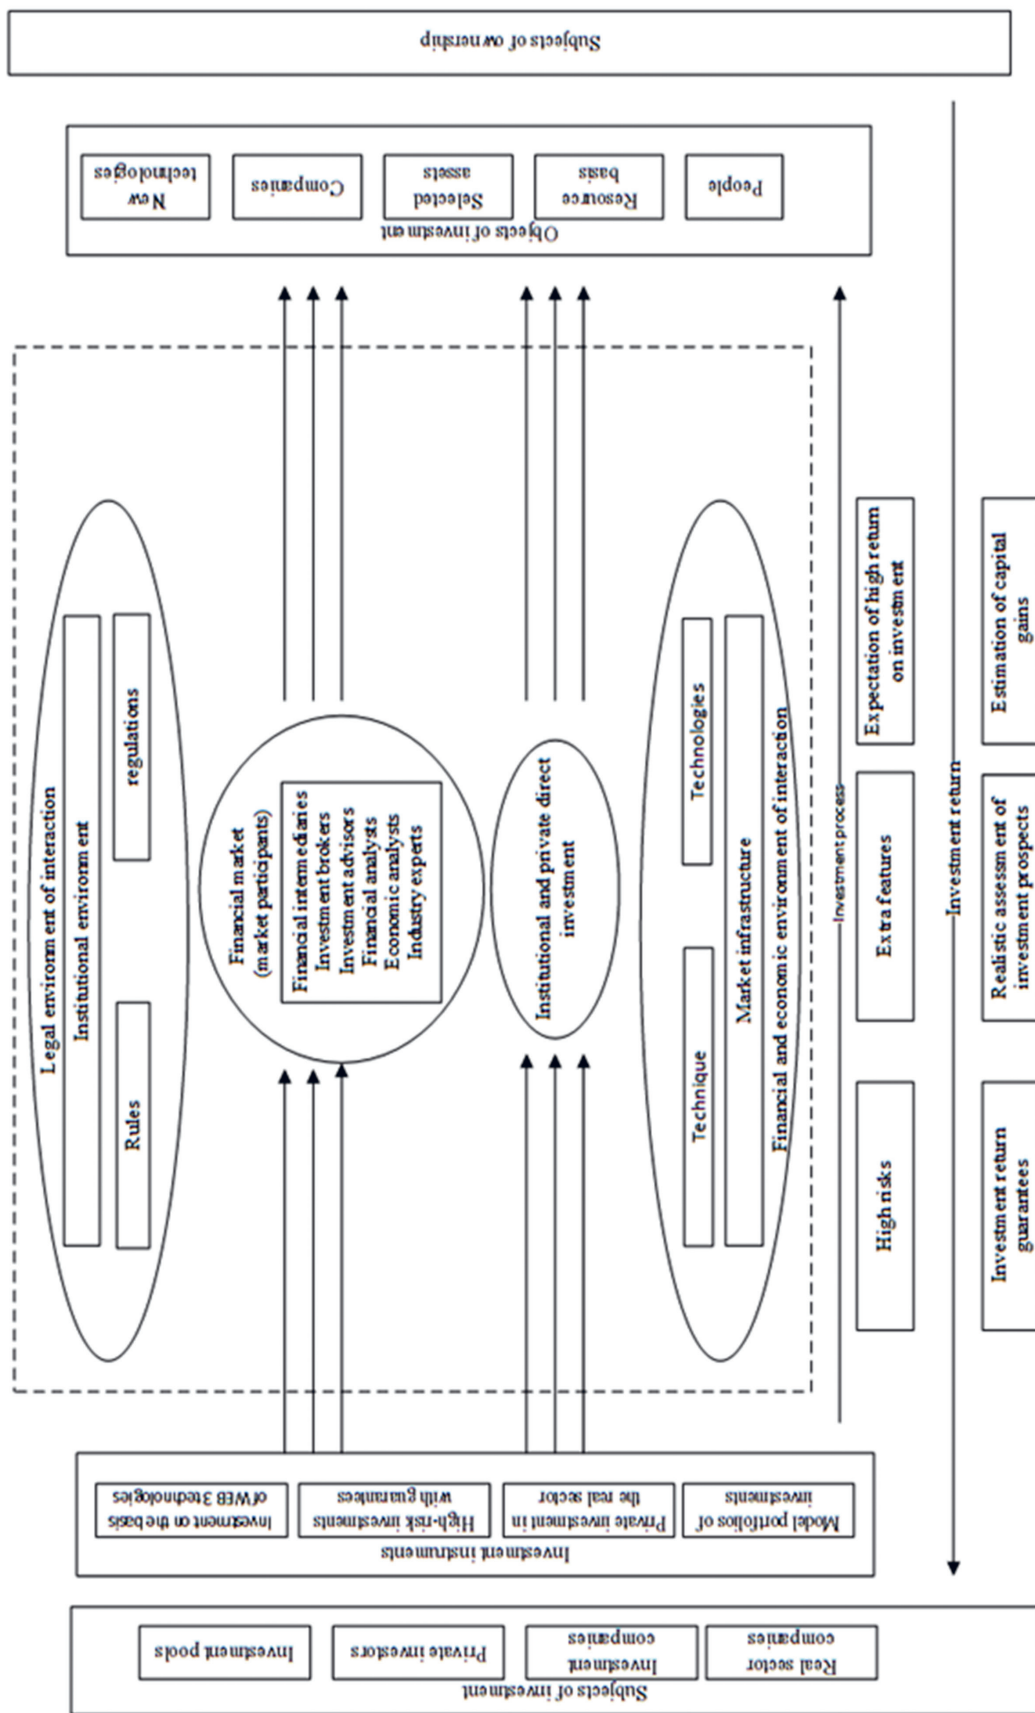 Subjects of ownership
Objects of investment
New
technologies
Companies
Selected
assets
Resource
basis
People
Legal environment of interaction
Institutional environment
Rules
regulations
Financial market
(market participants)
Financial intermediaries
Investment brokers
Investment advisors
Financial analysts
Economic analysts
Industry experts
Institutional and private direct
investment
Technique
Technologies
Market infrastructure
Financial and economic environment of interaction
Investment process
High risks
Extra features
Expectation of high return
on investment
Investment return
Investment return
guarantees
Realistic assessment of
investment prospects
Estimation of capital
gains
Investment instruments
Investment on the basis
of WEB 3 technologies
High-risk investments
with guarantees
Private investment in
the real sector
Model portfolios of
investments
Subjects of investment
Investment pools
Private investors
Investment
companies
Real sector
companies